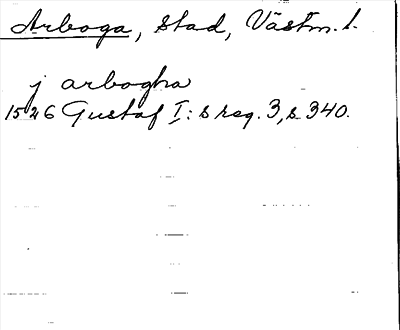 Arboga, stad, Västm. l.
j arbogha
1526 Gustaf I: s reg. 3, s. 340.